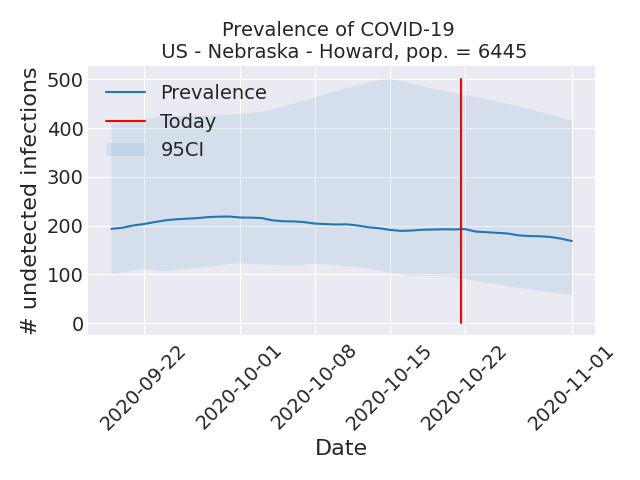 Prevalence of COVID-19
US - Nebraska - Howard, pop. = 6445
# undetected infections
500
400
300
200
100
0
Prevalence
Today
95CI
2020-09-22
2020-10-01
2020-10-08
2020-10-15
2020-10-22
2020-11-01
Date